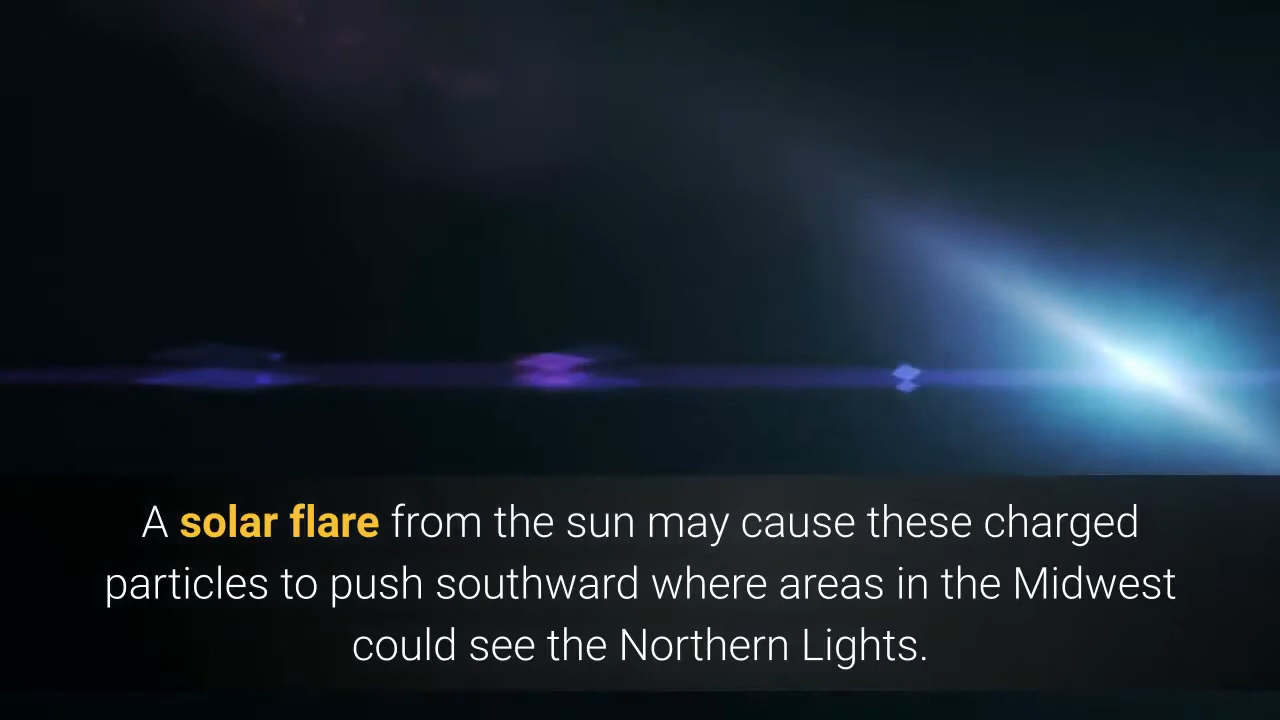 A solar flare from the sun may cause these charged
particles to push southward where areas in the Midwest
could see the Northern Lights.